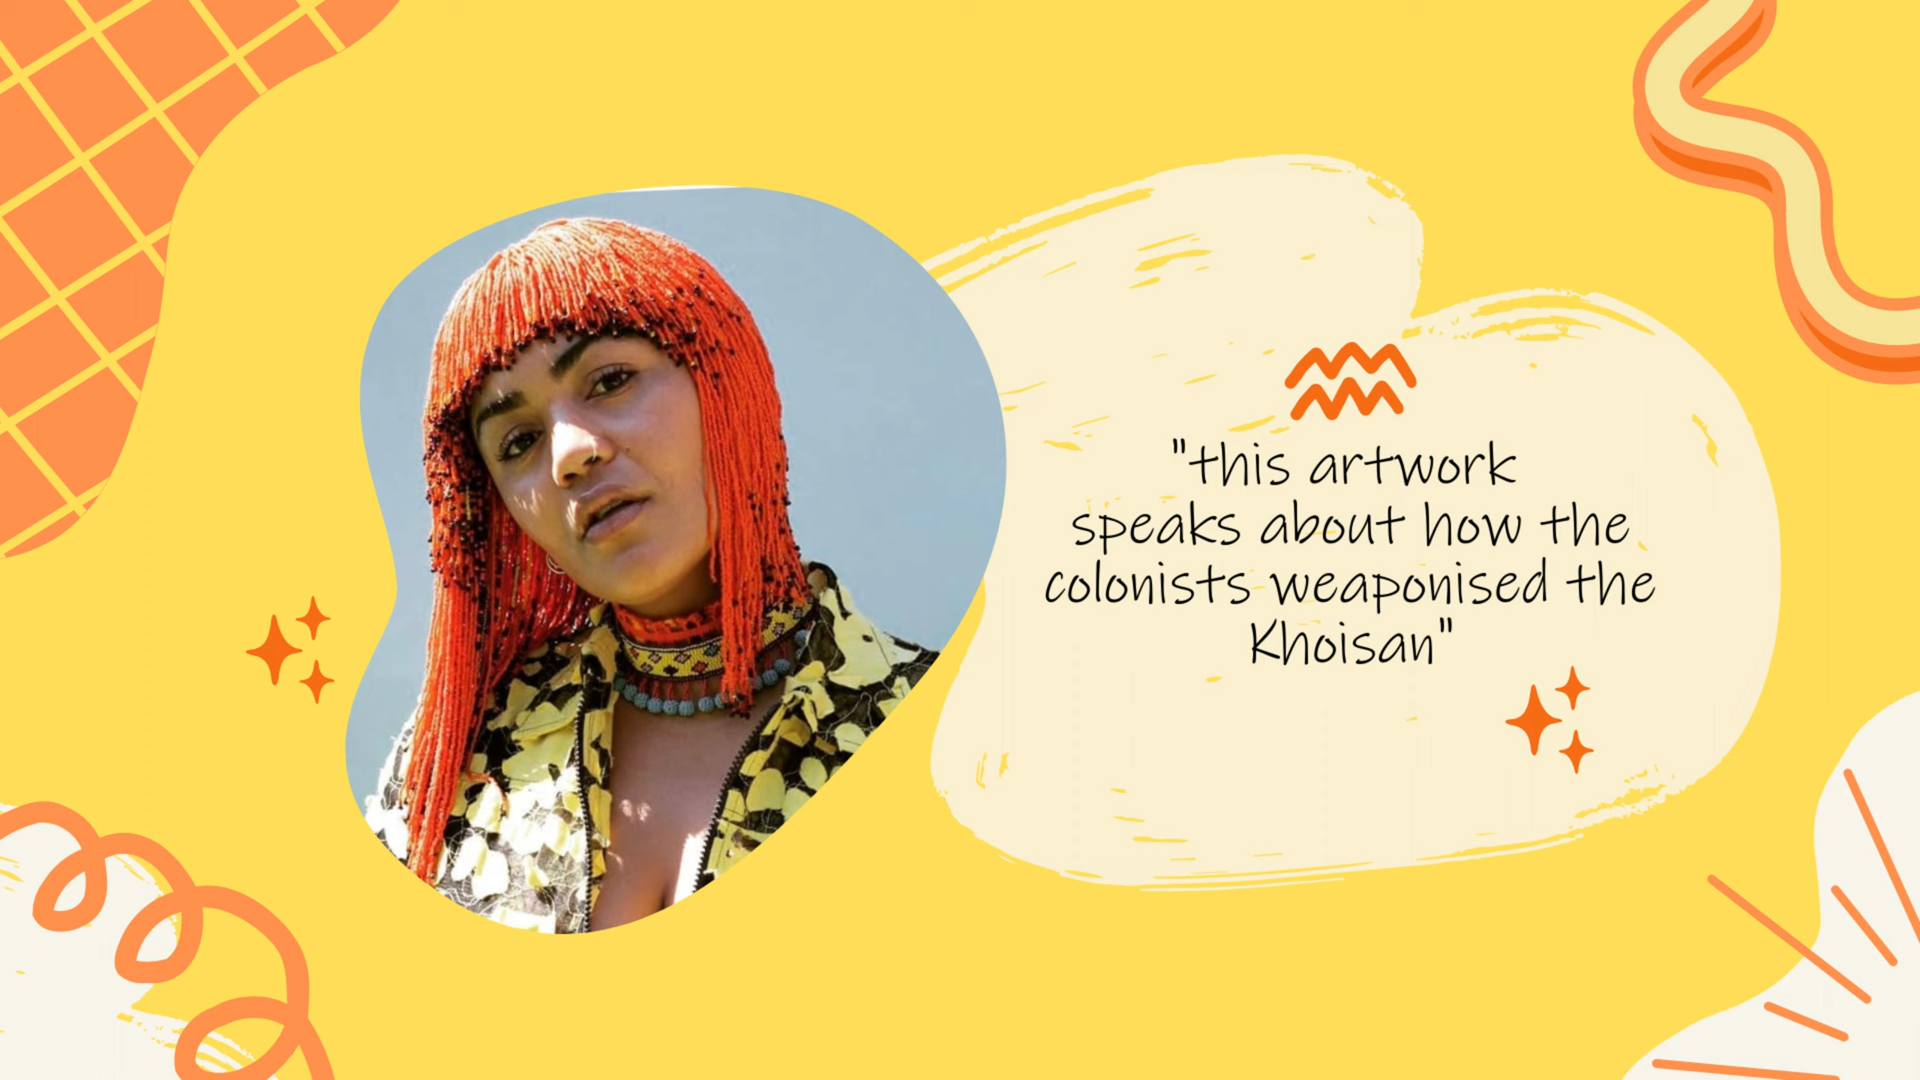 "this artwork
speaks about how the
colonists weaponised the
Khoisan"